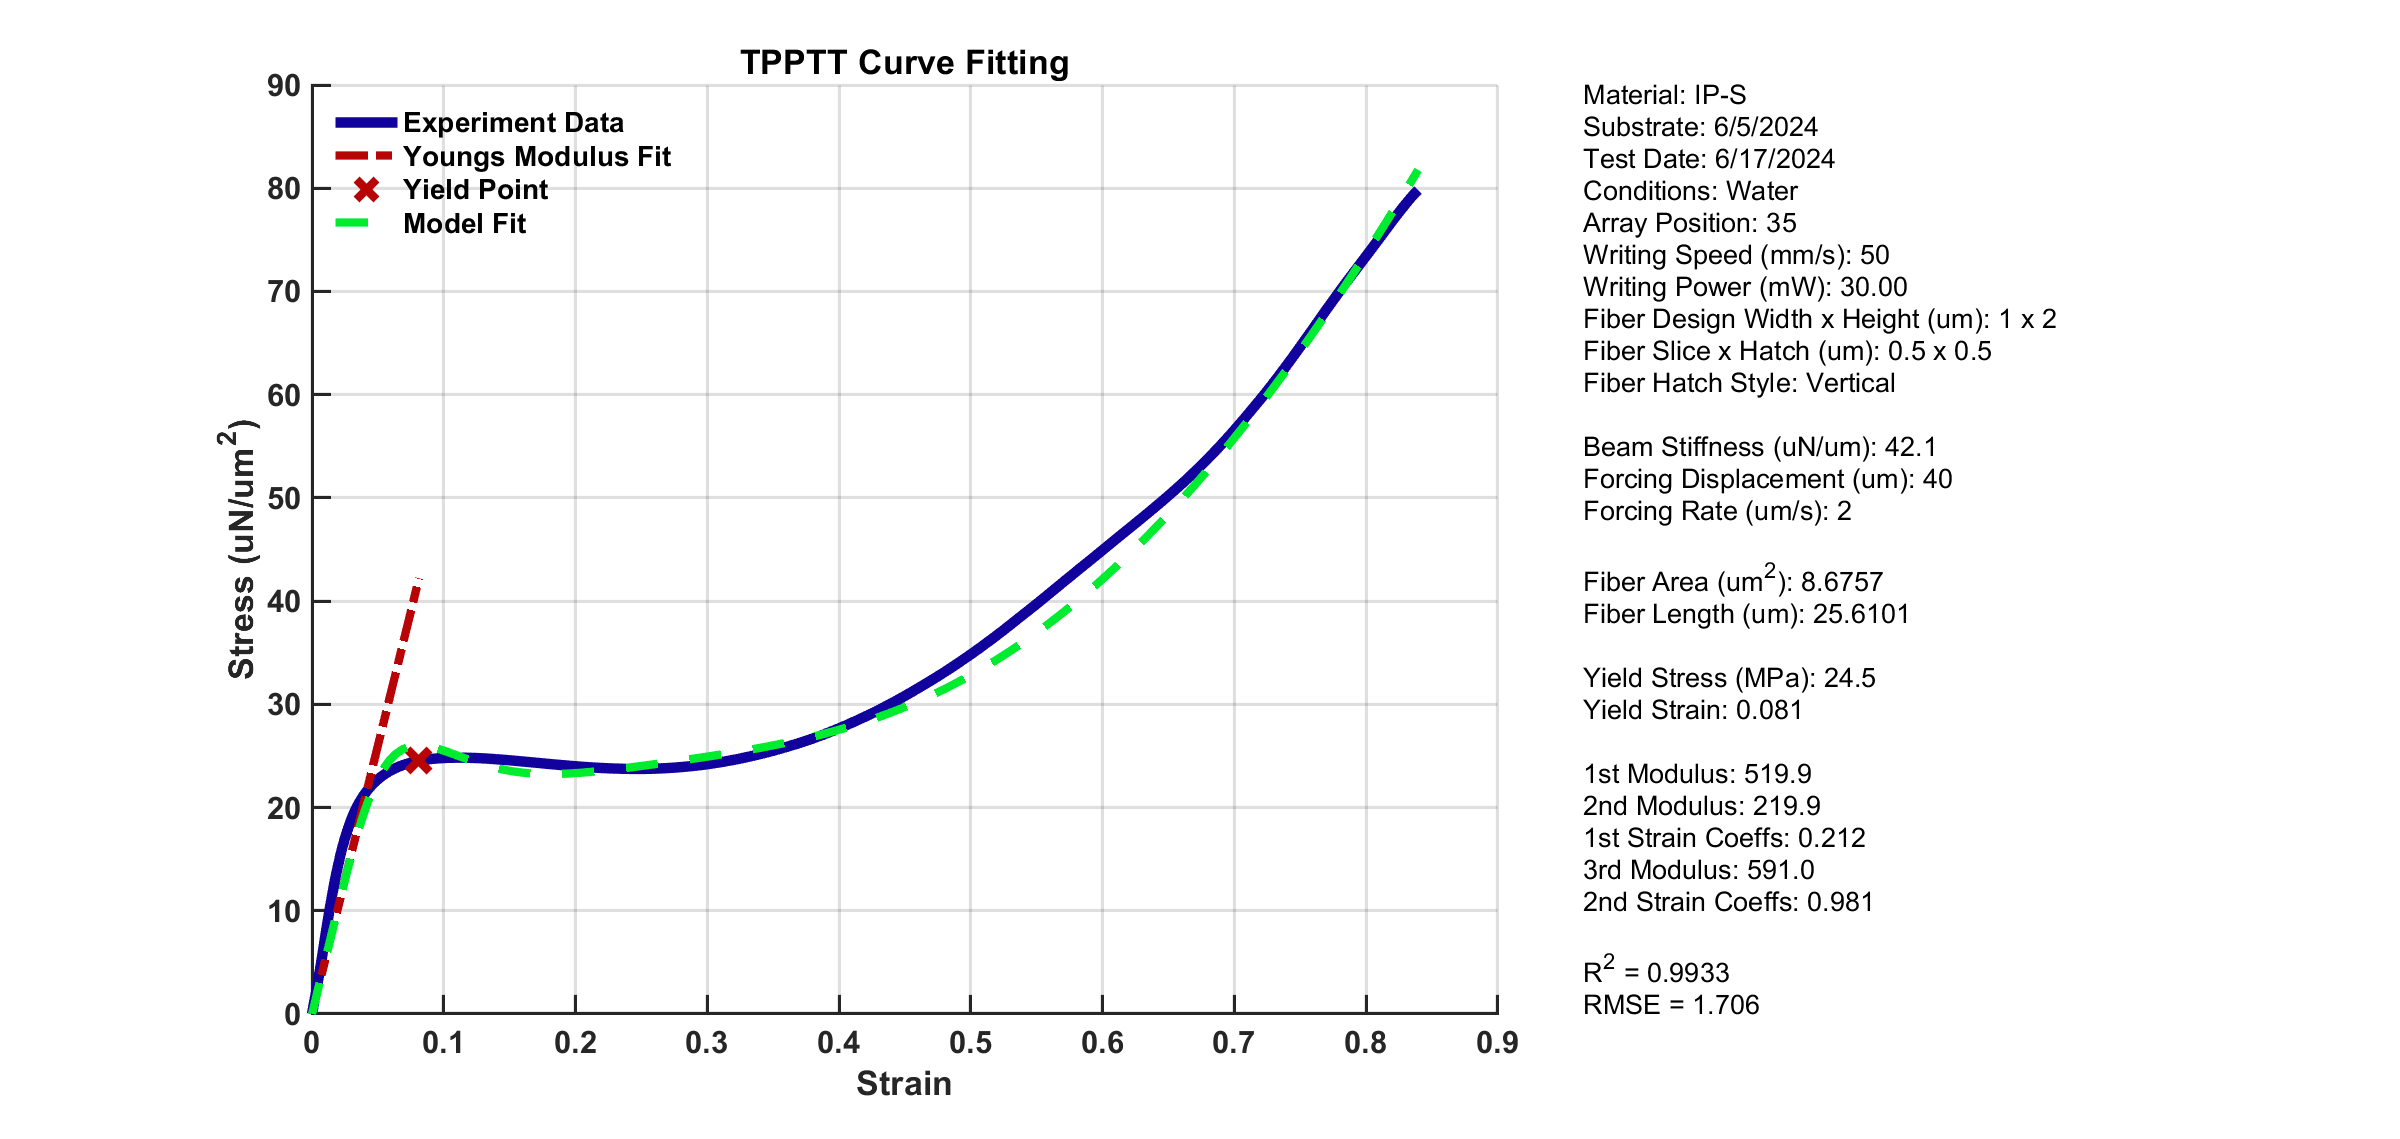 TPPTT Curve Fitting
90
80
70
60
50
40
30
20
10
0
Stress (uN/um²)
Experiment Data
Youngs Modulus Fit
Yield Point
Model Fit
0 0.1 0.2 0.3 0.4 0.5 0.6 0.7 0.8 0.9
Strain
Material: IP-S
Substrate: 6/5/2024
Test Date: 6/17/2024
Conditions: Water
Array Position: 35
Writing Speed (mm/s): 50
Writing Power (mW): 30.00
Fiber Design Width x Height (um): 1 x 2
Fiber Slice x Hatch (um): 0.5 x 0.5
Fiber Hatch Style: Vertical
Beam Stiffness (uN/um): 42.1
Forcing Displacement (um): 40
Forcing Rate (um/s): 2
Fiber Area (um²): 8.6757
Fiber Length (um): 25.6101
Yield Stress (MPa): 24.5
Yield Strain: 0.081
1st Modulus: 519.9
2nd Modulus: 219.9
1st Strain Coeffs: 0.212
3rd Modulus: 591.0
2nd Strain Coeffs: 0.981
R² = 0.9933
RMSE = 1.706